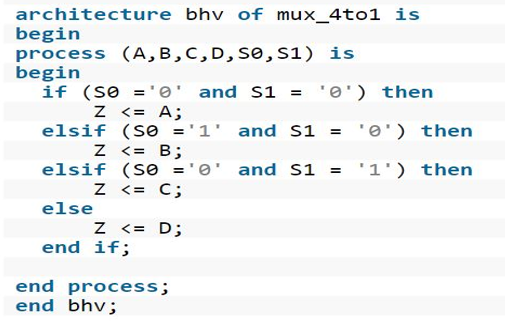 architecture bhv of mux_4to1 is
begin
process (A,B,C,D,S0,S1) is
begin
  if (S0 ='0' and S1 = '0') then
      Z <= A;
  elsif (S0 ='1' and S1 = '0') then
      Z <= B;
  elsif (S0 ='0' and S1 = '1') then
      Z <= C;
  else
      Z <= D;
  end if;

end process;
end bhv;